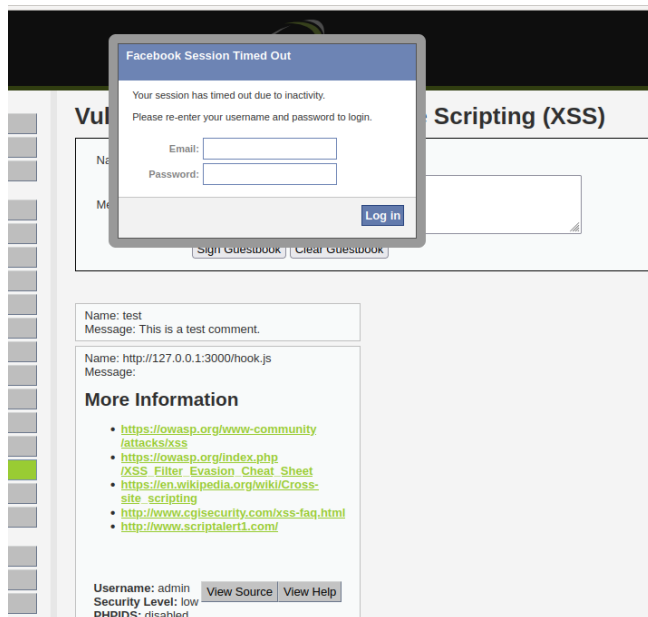 Facebook Session Timed Out
Your session has timed out due to inactivity.
Please re-enter your username and password to login.
Email:
Password:
Log in
Vul
Scripting (XSS)
Na
Me
Sign Guestbook Clear Guestbook
Name: test
Message: This is a test comment.
Name: http://127.0.0.1:3000/hook.js
Message:
More Information
• https://owasp.org/www-community
/attacks/xss
• https://owasp.org/index.php
/XSS_Filter_Evasion_Cheat_Sheet
• https://en.wikipedia.org/wiki/Cross-
site_scripting
• http://www.cgisecurity.com/xss-faq.html
• http://www.scriptalert1.com/
Username: admin
Security Level: low
View Source View Help
PHPIDS: disabled